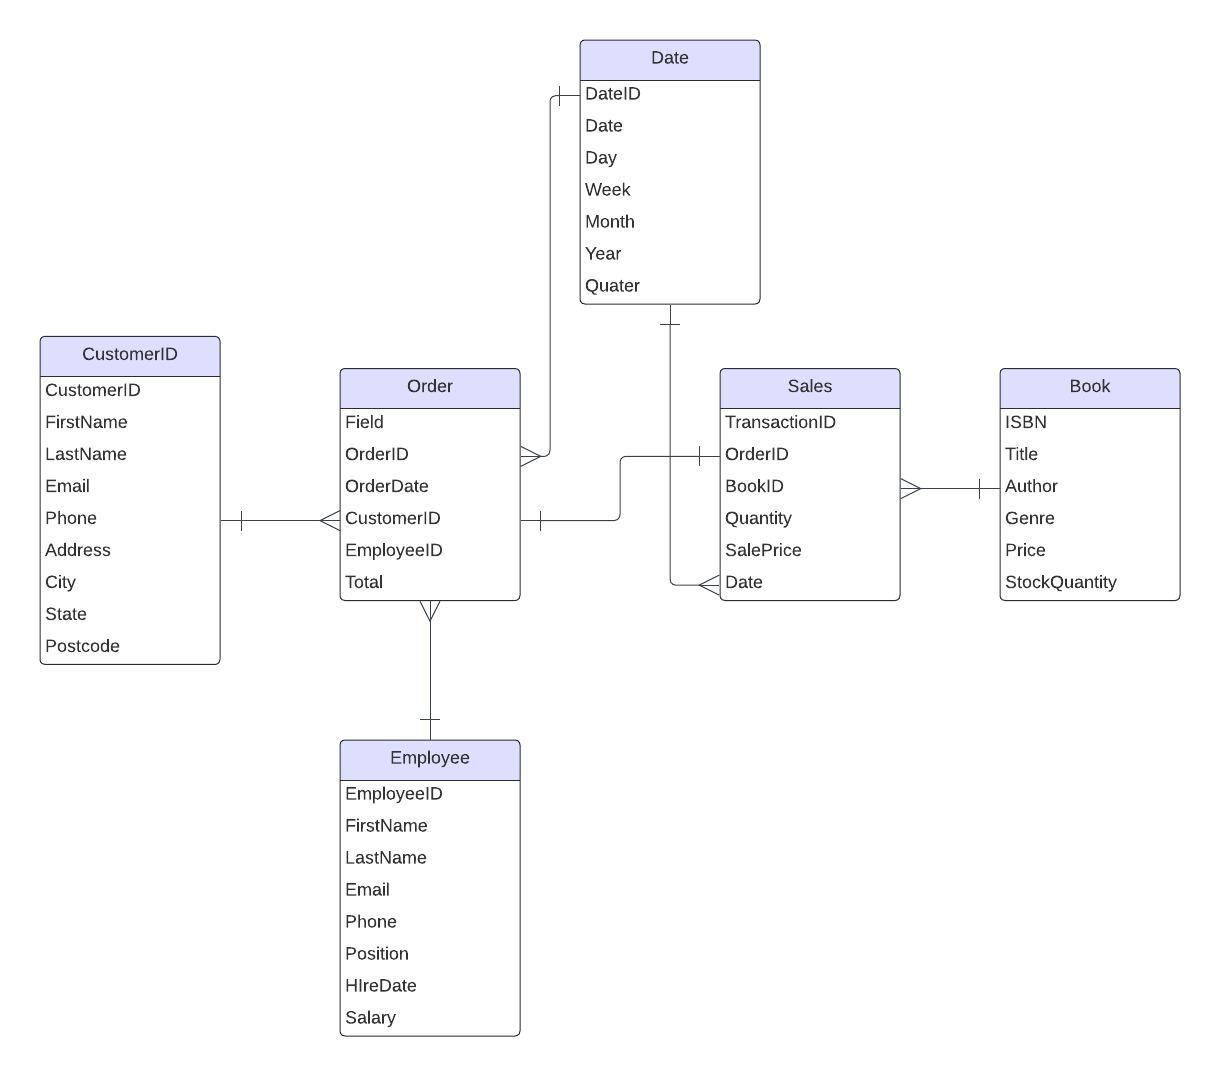 Date
DateID
Date
Day
Week
Month
Year
Quater
CustomerID
CustomerID
FirstName
LastName
Email
Phone
Address
City
State
Postcode
Order
Field
OrderID
OrderDate
CustomerID
EmployeeID
Total
Sales
TransactionID
OrderID
BookID
Quantity
SalePrice
Date
Book
ISBN
Title
Author
Genre
Price
StockQuantity
Employee
EmployeeID
FirstName
LastName
Email
Phone
Position
HIreDate
Salary